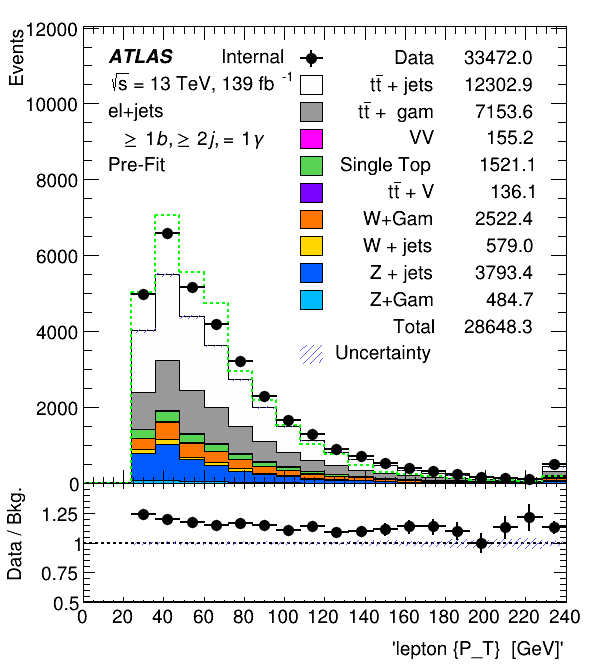 Events
12000
10000
8000
6000
4000
2000
0
ATLAS Internal
√s = 13 TeV, 139 fb -1
el+jets
≥ 1b, ≥ 2j, = 1γ
Pre-Fit
Data 33472.0
tt̄ + jets 12302.9
tt̄ + gam 7153.6
VV 155.2
Single Top 1521.1
tt̄ + V 136.1
W+Gam 2522.4
W + jets 579.0
Z + jets 3793.4
Z+Gam 484.7
Total 28648.3
Uncertainty
Data / Bkg.
1.25
1
0.75
0.5
0 20 40 60 80 100 120 140 160 180 200 220 240
'lepton {P_T} [GeV]'